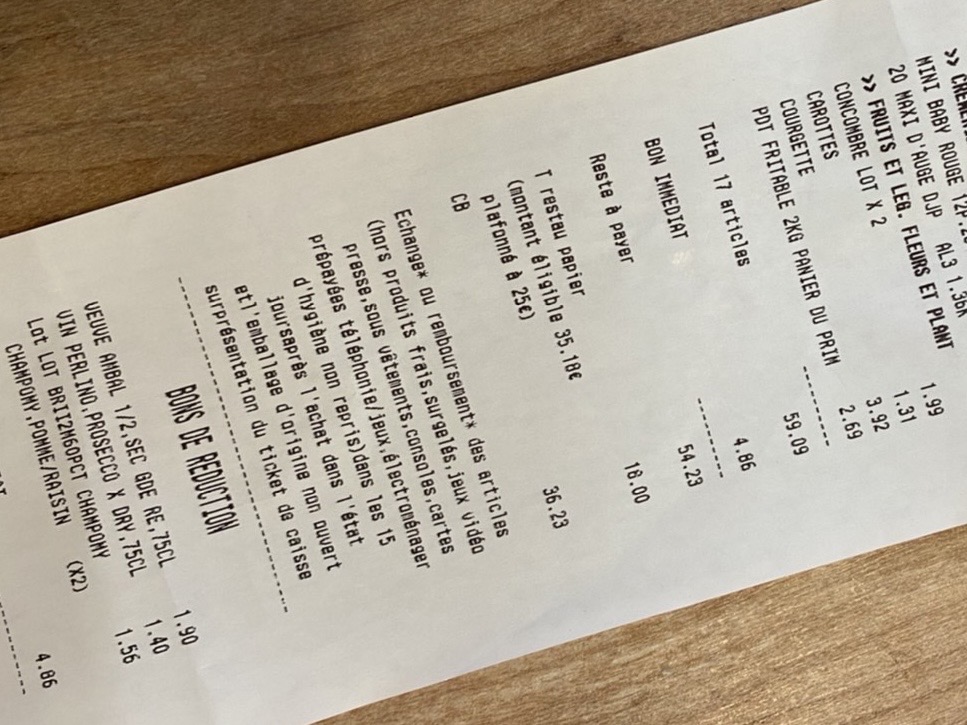 >> CREMER
MINI BABY ROUGE 12P.2
20 MAXI D'AUGE DJP AL3 1.3DK
>> FRUITS ET LEG. FLEURS ET PLANT
CONCOMBRE LOT X 2 1.99
CAROTTES 1.31
COURGETTE 3.92
PDT FRITABLE 2KG PANIER DU PRIM 2.69
----------
Total 17 articles 59.09
BON IMMEDIAT 4.86
----------
Reste à payer 54.23
T restau papier 18.00
(montant éligible 35.18€
plafonné à 25€)
CB 36.23
Echange* ou remboursement* des articles
(hors produits frais,surgelés,jeux vidéo
presse,sous vêtements,consoles,cartes
prépayées téléphonie/jeux,électroménager
d'hygiène non repris)dans les 15
joursaprès l'achat dans l'état
etl'emballage d'origine non ouvert
surprésentation du ticket de caisse
----------------------------------------
BONS DE REDUCTION
VEUVE AMBAL 1/2,SEC GDE RE,75CL 1.90
VIN PERLINO,PROSECCO X DRY,75CL 1.40
Lot LOT BRII2M6OPCT CHAMPOMY 1.56
CHAMPOMY,POMME/RAISIN (X2)
----------
4.86